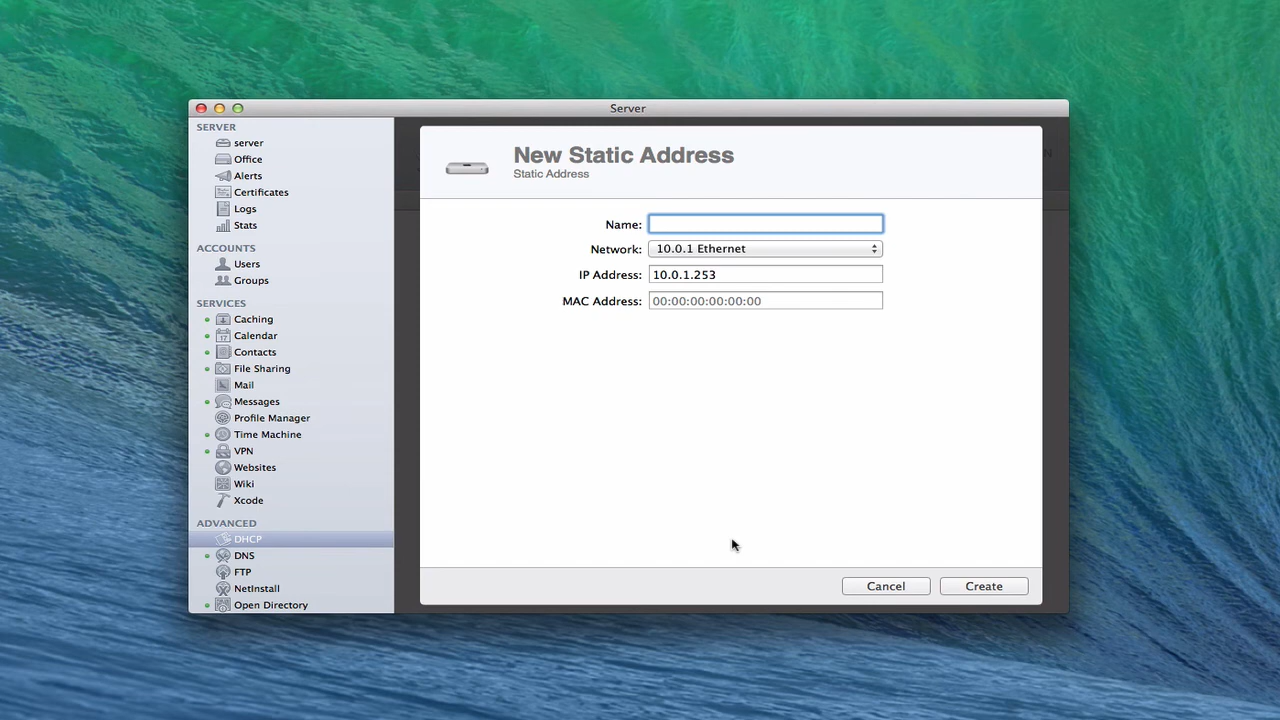 Server
SERVER
server
Office
Alerts
Certificates
Logs
Stats
ACCOUNTS
Users
Groups
SERVICES
Caching
Calendar
Contacts
File Sharing
Mail
Messages
Profile Manager
Time Machine
VPN
Websites
Wiki
Xcode
ADVANCED
DHCP
DNS
FTP
NetInstall
Open Directory
New Static Address
Static Address
Name:
Network: 10.0.1 Ethernet
IP Address: 10.0.1.253
MAC Address: 00:00:00:00:00:00
Cancel Create